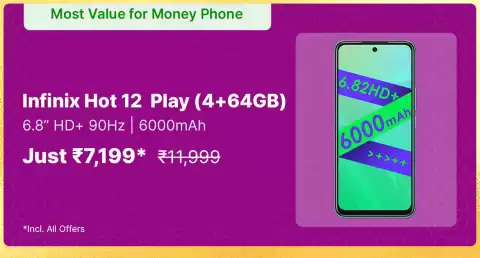 Most Value for Money Phone
Infinix Hot 12 Play (4+64GB)
6.8” HD+ 90Hz | 6000mAh
Just ₹7,199* ₹11,999
*Incl. All Offers
6.82HD+
6000mAh
>+>++>